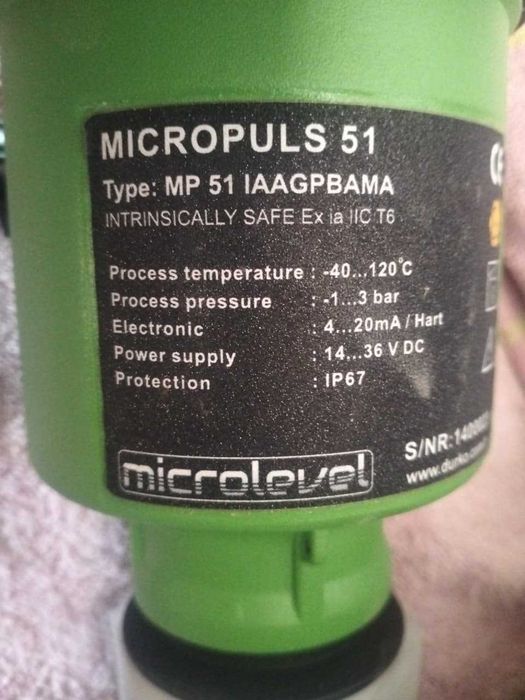 MICROPULS 51
Type: MP 51 IAAGPBAMA
INTRINSICALLY SAFE Ex ia IIC T6
Process temperature : -40...120°C
Process pressure : -1...3 bar
Electronic : 4...20mA / Hart
Power supply : 14...36 V DC
Protection : IP67
microlevel
S/NR: